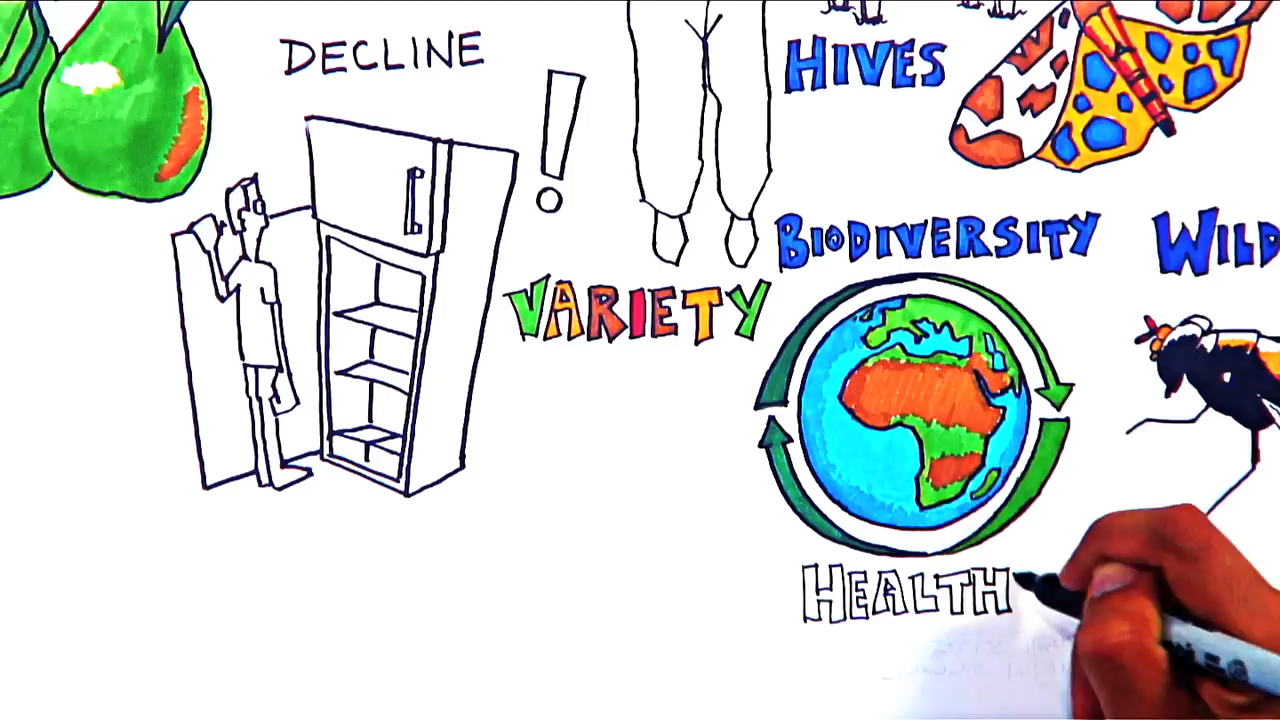 DECLINE
!
HIVES
BIODIVERSITY
WILD
VARIETY
HEALTH